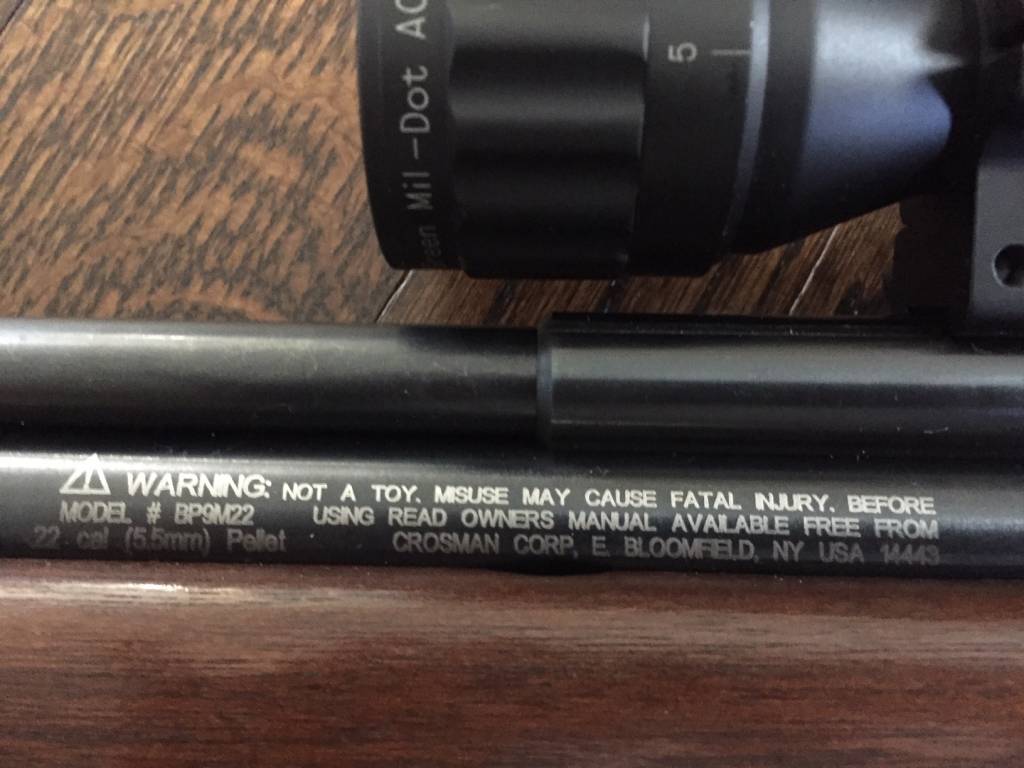 Mil-Dot AO
5
WARNING: NOT A TOY. MISUSE MAY CAUSE FATAL INJURY. BEFORE
MODEL # BP9M22 USING READ OWNERS MANUAL AVAILABLE FREE FROM
.22 cal (5.5mm) Pellet CROSMAN CORP, E. BLOOMFIELD, NY USA 14443